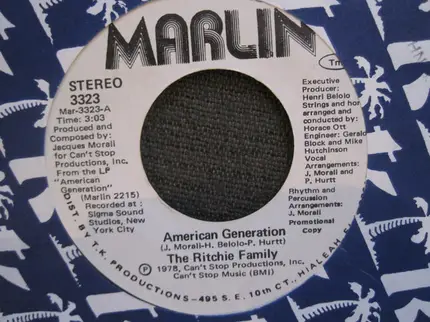 MARLIN
Tm
STEREO
3323
Mar-3323-A
Time: 3:03
Produced and
Composed by:
Jacques Morali
for Can't Stop
Productions, Inc.
From the LP
"American
Generation"
(Marlin 2215)
Recorded at:
Sigma Sound
Studios, New
York City
Executive
Producer:
Henri Belolo
Strings and hor
arranged and
conducted by:
Horace Ott
Engineer: Gerald
Block and Mike
Hutchinson
Vocal
Arrangements:
J. Morali and
P. Hurtt
Rhythm and
Percussion
Arrangements:
J. Morali
Promotional
Copy
American Generation
(J. Morali-H. Belolo-P. Hurtt)
The Ritchie Family
Ⓟ 1978, Can't Stop Productions, Inc.
Can't Stop Music (BMI)
DIST. BY T.K. PRODUCTIONS-495 S.E. 10th CT., HIALEAH